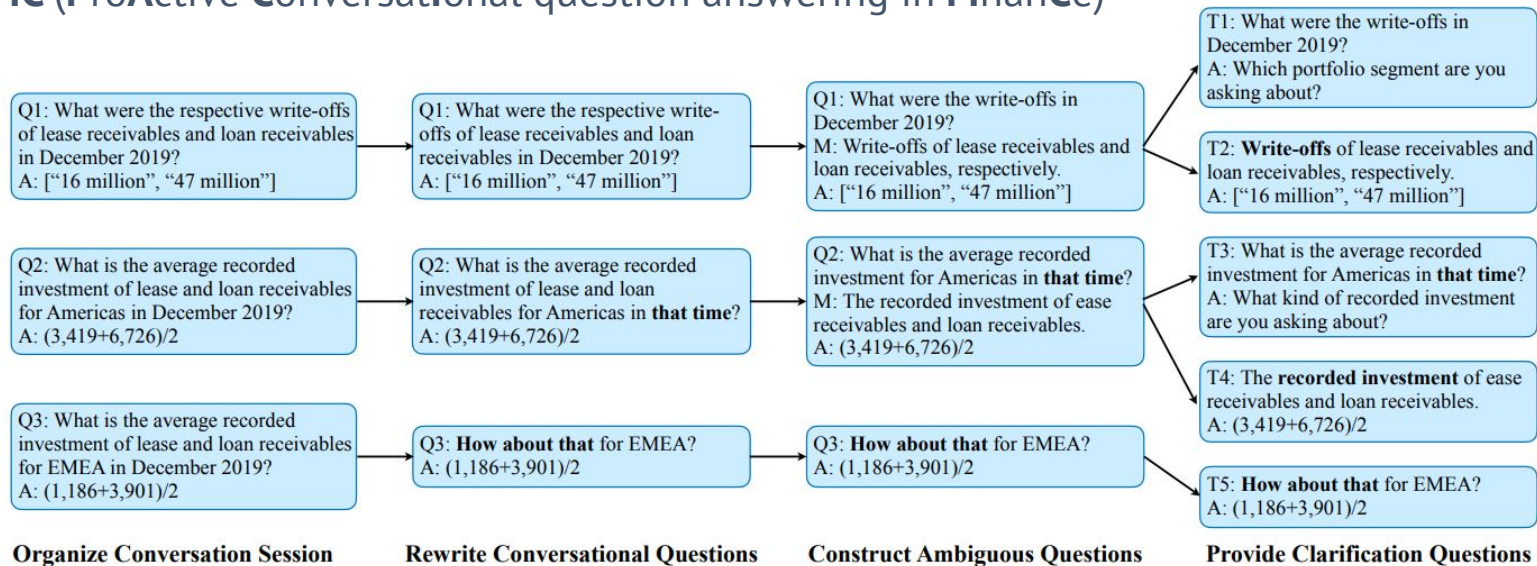 IC (ProActive Conversational question answering in FinanCe)
Q1: What were the respective write-offs
of lease receivables and loan receivables
in December 2019?
A: [“16 million”, “47 million”]
Q2: What is the average recorded
investment of lease and loan receivables
for Americas in December 2019?
A: (3,419+6,726)/2
Q3: What is the average recorded
investment of lease and loan receivables
for EMEA in December 2019?
A: (1,186+3,901)/2
Organize Conversation Session
Q1: What were the respective write-
offs of lease receivables and loan
receivables in December 2019?
A: [“16 million”, “47 million”]
Q2: What is the average recorded
investment of lease and loan
receivables for Americas in that time?
A: (3,419+6,726)/2
Q3: How about that for EMEA?
A: (1,186+3,901)/2
Rewrite Conversational Questions
Q1: What were the write-offs in
December 2019?
M: Write-offs of lease receivables and
loan receivables, respectively.
A: [“16 million”, “47 million”]
Q2: What is the average recorded
investment for Americas in that time?
M: The recorded investment of ease
receivables and loan receivables.
A: (3,419+6,726)/2
Q3: How about that for EMEA?
A: (1,186+3,901)/2
Construct Ambiguous Questions
T1: What were the write-offs in
December 2019?
A: Which portfolio segment are you
asking about?
T2: Write-offs of lease receivables and
loan receivables, respectively.
A: [“16 million”, “47 million”]
T3: What is the average recorded
investment for Americas in that time?
A: What kind of recorded investment
are you asking about?
T4: The recorded investment of ease
receivables and loan receivables.
A: (3,419+6,726)/2
T5: How about that for EMEA?
A: (1,186+3,901)/2
Provide Clarification Questions